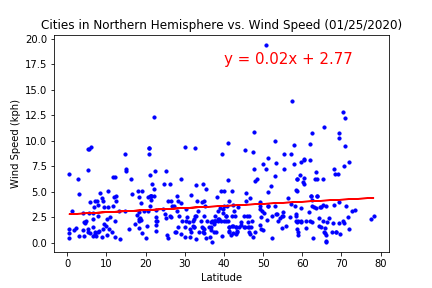 Cities in Northern Hemisphere vs. Wind Speed (01/25/2020)
y = 0.02x + 2.77
Wind Speed (kph)
20.0
17.5
15.0
12.5
10.0
7.5
5.0
2.5
0.0
0 10 20 30 40 50 60 70 80
Latitude